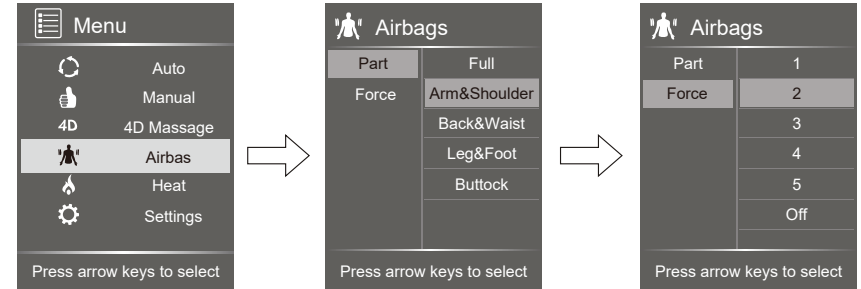 Menu
Auto
Manual
4D 4D Massage
Airbas
Heat
Settings
Press arrow keys to select
Airbags
Part Full
Force Arm&Shoulder
Back&Waist
Leg&Foot
Buttock
Press arrow keys to select
Airbags
Part 1
Force 2
3
4
5
Off
Press arrow keys to select